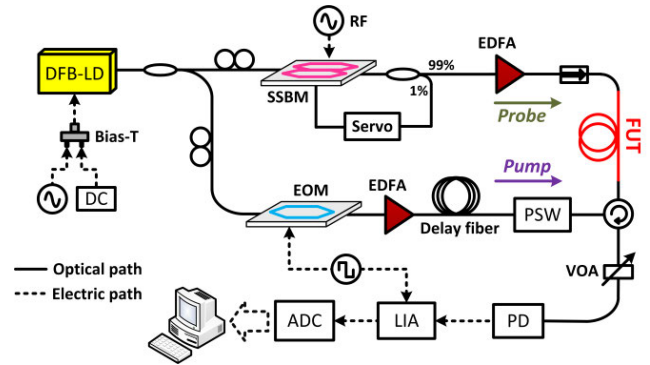 RF
EDFA
DFB-LD
99%
1%
SSBM
Servo
Probe
FUT
Bias-T
DC
EOM
EDFA
Pump
Delay fiber
PSW
VOA
Optical path
Electric path
ADC
LIA
PD